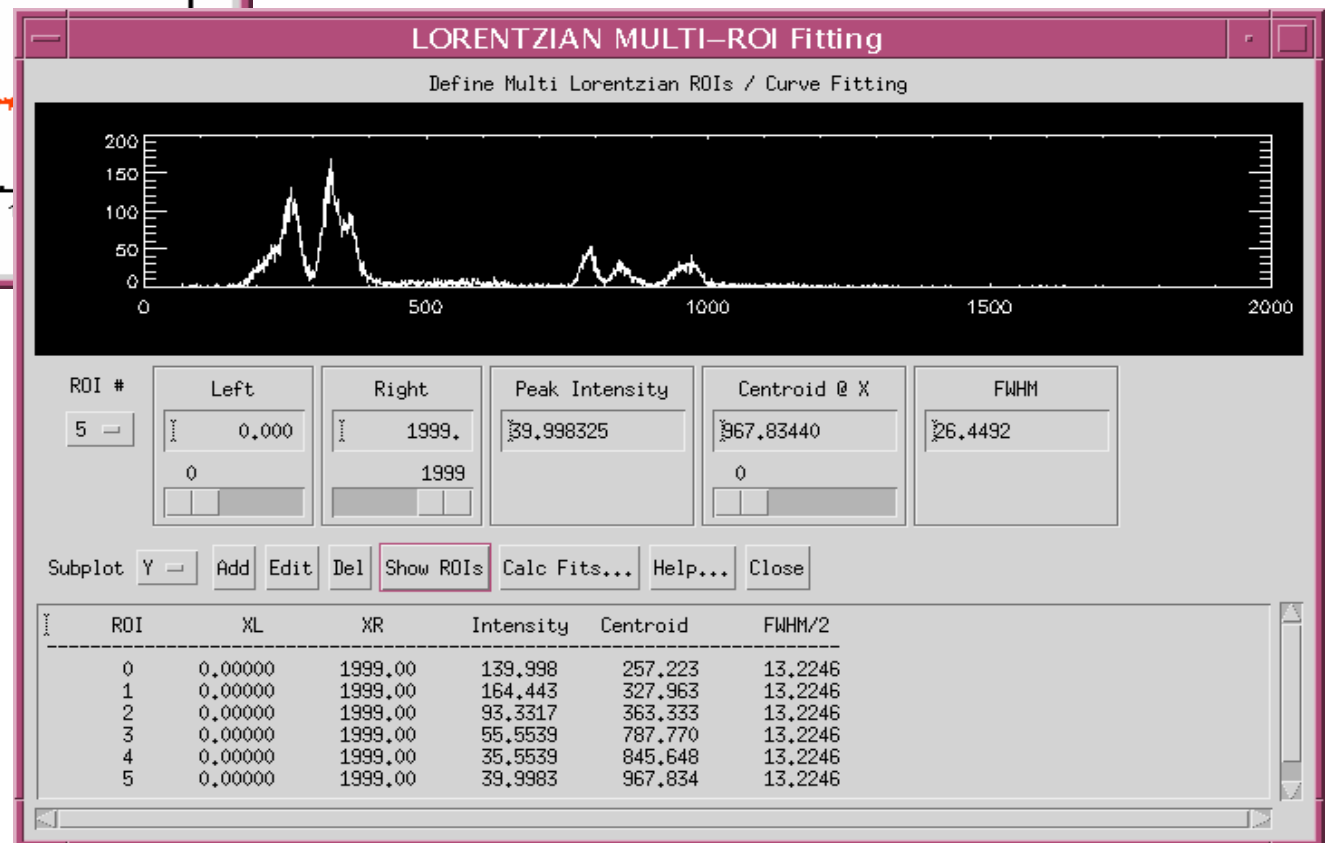 LORENTZIAN MULTI-ROI Fitting
Define Multi Lorentzian ROIs / Curve Fitting
200
150
100
50
0
0 500 1000 1500 2000
ROI # Left Right Peak Intensity Centroid @ X FWHM
5 0.000 1999. 39.998325 967.83440 26.4492
0 1999 0
Subplot Y Add Edit Del Show ROIs Calc Fits... Help... Close
ROI XL XR Intensity Centroid FWHM/2
0 0.00000 1999.00 139.998 257.223 13.2246
1 0.00000 1999.00 164.443 327.963 13.2246
2 0.00000 1999.00 93.3317 363.333 13.2246
3 0.00000 1999.00 55.5539 787.770 13.2246
4 0.00000 1999.00 35.5539 845.648 13.2246
5 0.00000 1999.00 39.9983 967.834 13.2246